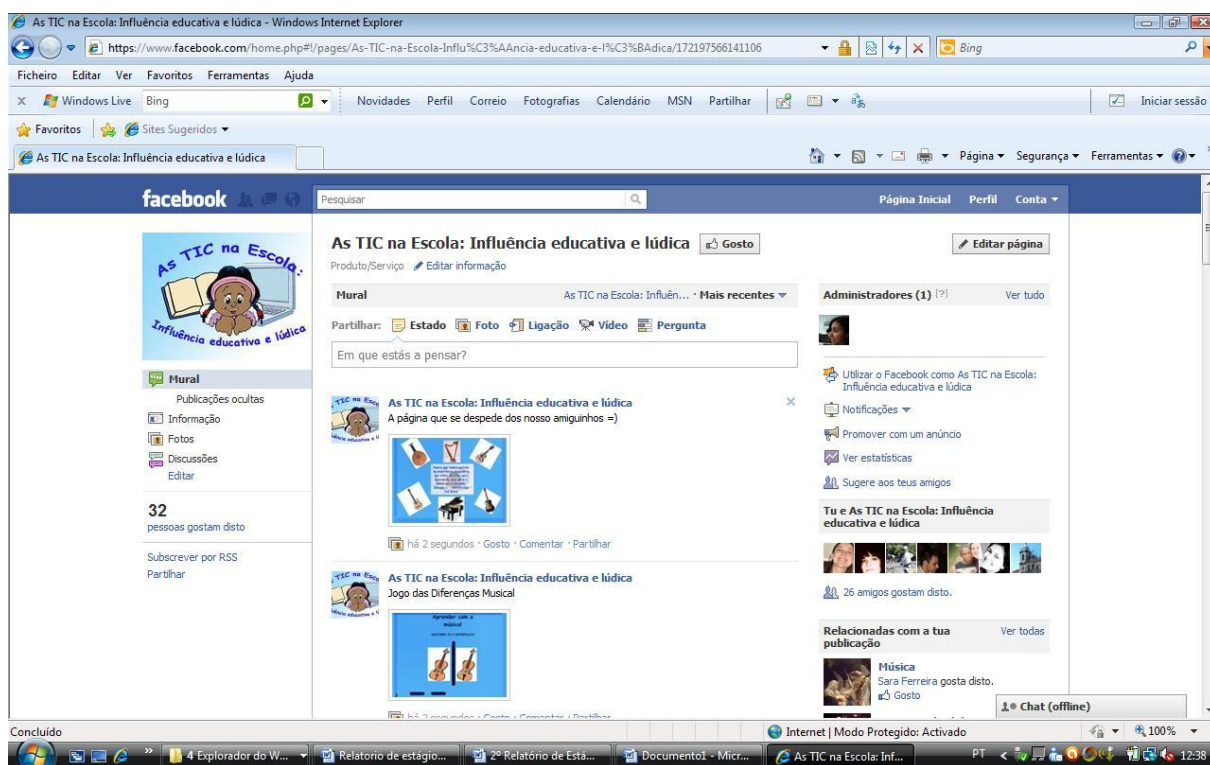 As TIC na Escola: Influência educativa e lúdica - Windows Internet Explorer
https://www.facebook.com/home.php#!/pages/As-TIC-na-Escola-Influ%C3%AAncia-educativa-e-l%C3%BAdica/172197566141106
Bing
Ficheiro Editar Ver Favoritos Ferramentas Ajuda
x Windows Live Bing Novidades Perfil Correio Fotografias Calendário MSN Partilhar Iniciar sessão
Favoritos Sites Sugeridos
As TIC na Escola: Influência educativa e lúdica Página Segurança Ferramentas
facebook Pesquisar Página Inicial Perfil Conta
As TIC na Escola:
Influência educativa e lúdica
Mural
Publicações ocultas
Informação
Fotos
Discussões
Editar
32
pessoas gostam disto
Subscrever por RSS
Partilhar
As TIC na Escola: Influência educativa e lúdica Gosto
Editar página
Produto/Serviço Editar informação
Mural As TIC na Escola: Influên... · Mais recentes
Partilhar: Estado Foto Ligação Vídeo Pergunta
Em que estás a pensar?
As TIC na Escola: Influência educativa e lúdica
A página que se despede dos nosso amiguinhos =)
há 2 segundos · Gosto · Comentar · Partilhar
As TIC na Escola: Influência educativa e lúdica
Jogo das Diferenças Musical
Aprender com a
música!
há 2 segundos · Gosto · Comentar · Partilhar
Administradores (1) [?] Ver tudo
Utilizar o Facebook como As TIC na Escola:
Influência educativa e lúdica
Notificações
Promover com um anúncio
Ver estatísticas
Sugere aos teus amigos
Tu e As TIC na Escola: Influência
educativa e lúdica
26 amigos gostam disto.
Relacionadas com a tua Ver todas
publicação
Música
Sara Ferreira gosta disto.
Gosto
Chat (offline)
Concluído Internet | Modo Protegido: Activado 100%
4 Explorador do W... Relatorio de estágio... 2º Relatório de Está... Documento1 - Micr... As TIC na Escola: Inf... PT 12:38